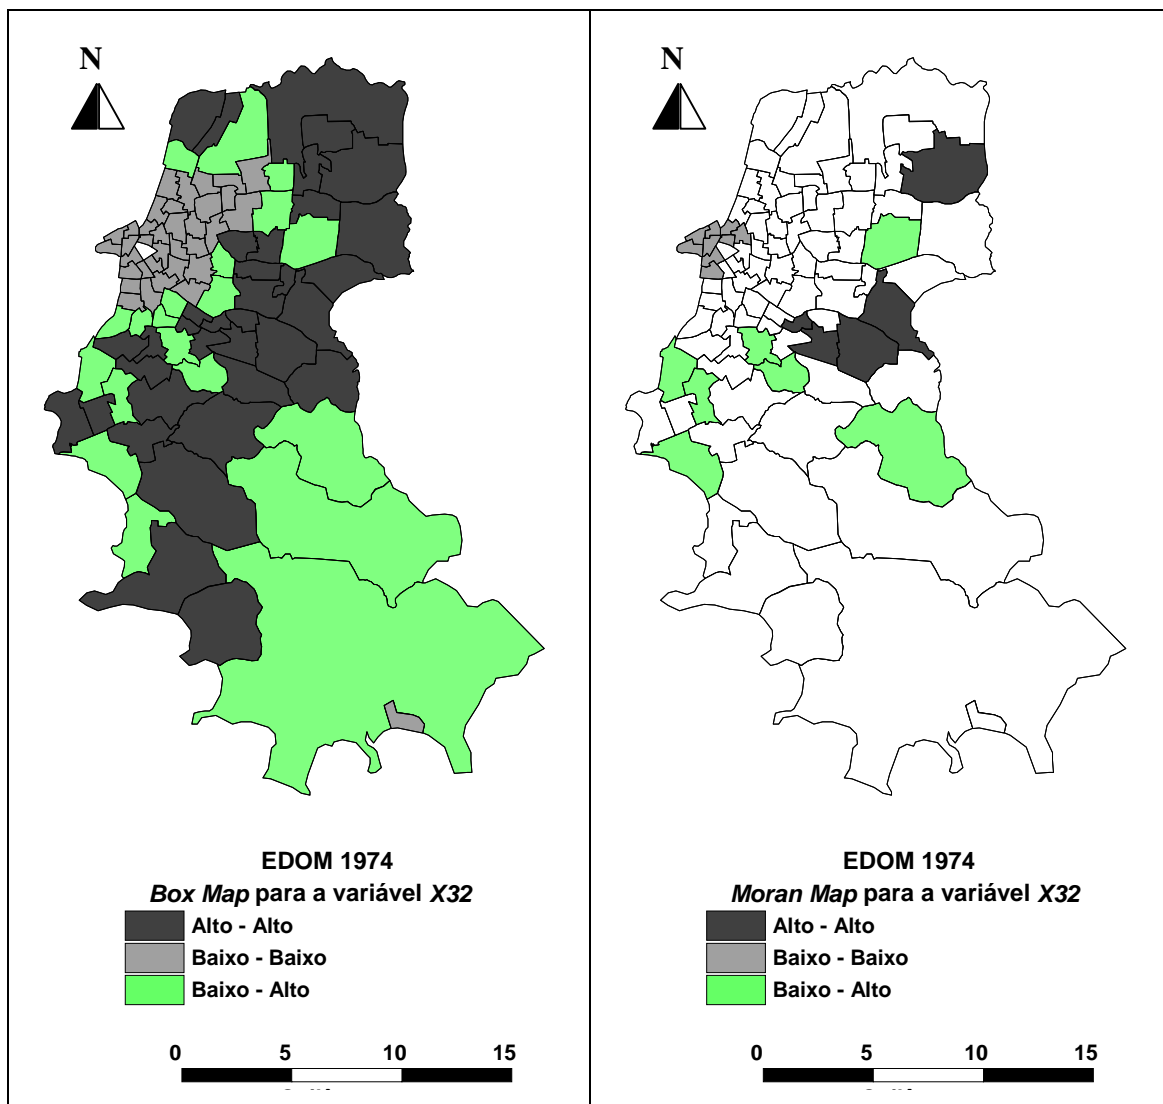 N
EDOM 1974
Box Map para a variável X32
Alto - Alto
Baixo - Baixo
Baixo - Alto
0 5 10 15
N
EDOM 1974
Moran Map para a variável X32
Alto - Alto
Baixo - Baixo
Baixo - Alto
0 5 10 15